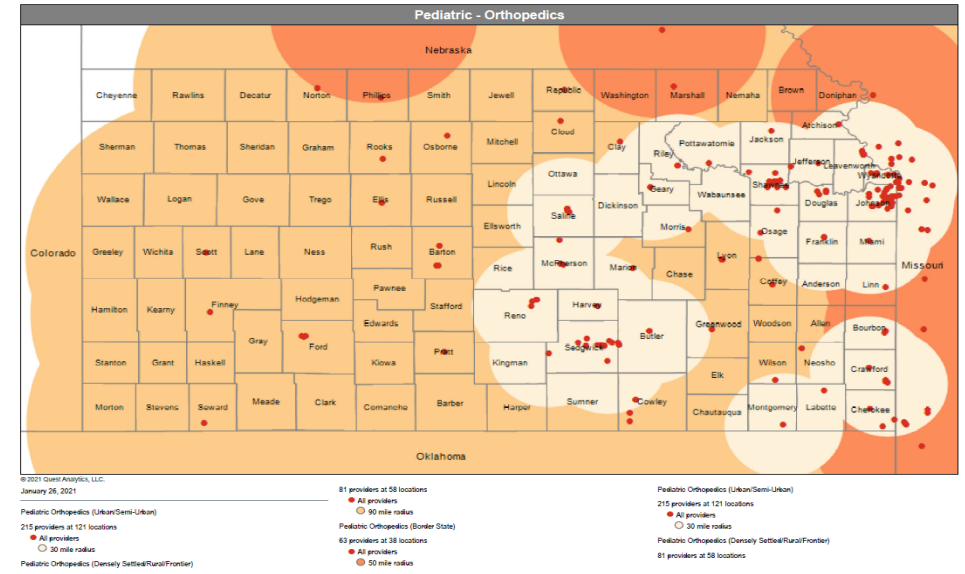 Pediatric - Orthopedics
Nebraska
Cheyenne Rawlins Decatur Norton Phillips Smith Jewell Republic Washington Marshall Nemaha Brown Doniphan
Atchison
Sherman Thomas Sheridan Graham Rooks Osborne Mitchell Cloud Clay Riley Pottawatomie Jackson
Jefferson Leavenworth
Wallace Logan Gove Trego Ellis Russell Lincoln Ottawa Geary Wabaunsee Shawnee Wyandotte
Saline Dickinson Douglas Johnson
Colorado Greeley Wichita Scott Lane Ness Rush Barton Ellsworth Morris Osage Franklin Miami
Missouri
Rice McPherson Marion Chase Lyon Coffey Anderson Linn
Hamilton Kearny Finney Hodgeman Pawnee Stafford
Edwards Reno Harvey Butler Greenwood Woodson Allen Bourbon
Gray Ford
Stanton Grant Haskell Kiowa Pratt Kingman Sedgwick Elk Wilson Neosho Crawford
Morton Stevens Seward Meade Clark Comanche Barber Harper Sumner Cowley Chautauqua Montgomery Labette Cherokee
Oklahoma
© 2021 Quest Analytics, LLC.
January 26, 2021
Pediatric Orthopedics (Urban/Semi-Urban)
215 providers at 121 locations
All providers
30 mile radius
Pediatric Orthopedics (Densely Settled/Rural/Frontier)
81 providers at 58 locations
All providers
90 mile radius
Pediatric Orthopedics (Border State)
63 providers at 38 locations
All providers
50 mile radius
Pediatric Orthopedics (Urban/Semi-Urban)
215 providers at 121 locations
All providers
30 mile radius
Pediatric Orthopedics (Densely Settled/Rural/Frontier)
81 providers at 58 locations